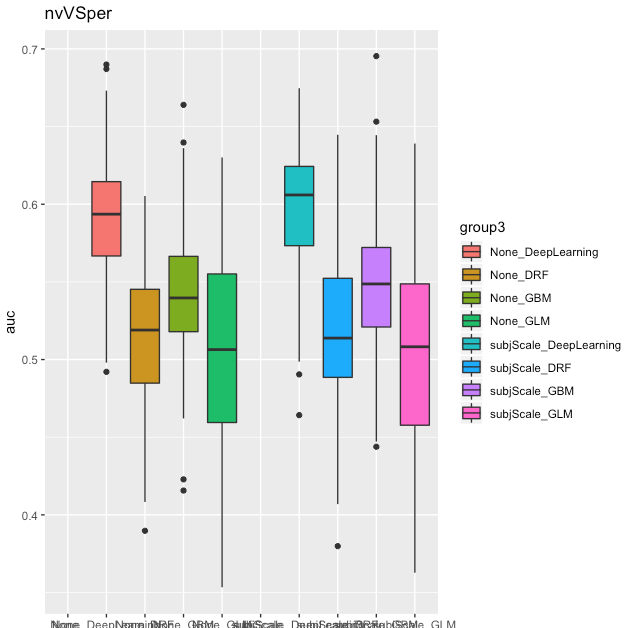 nvVSper
0.7
0.6
0.5
0.4
auc
group3
None_DeepLearning
None_DRF
None_GBM
None_GLM
subjScale_DeepLearning
subjScale_DRF
subjScale_GBM
subjScale_GLM